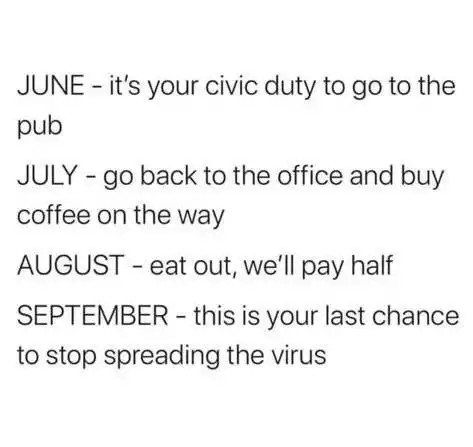 JUNE - it's your civic duty to go to the
pub
JULY - go back to the office and buy
coffee on the way
AUGUST - eat out, we'll pay half
SEPTEMBER - this is your last chance
to stop spreading the virus